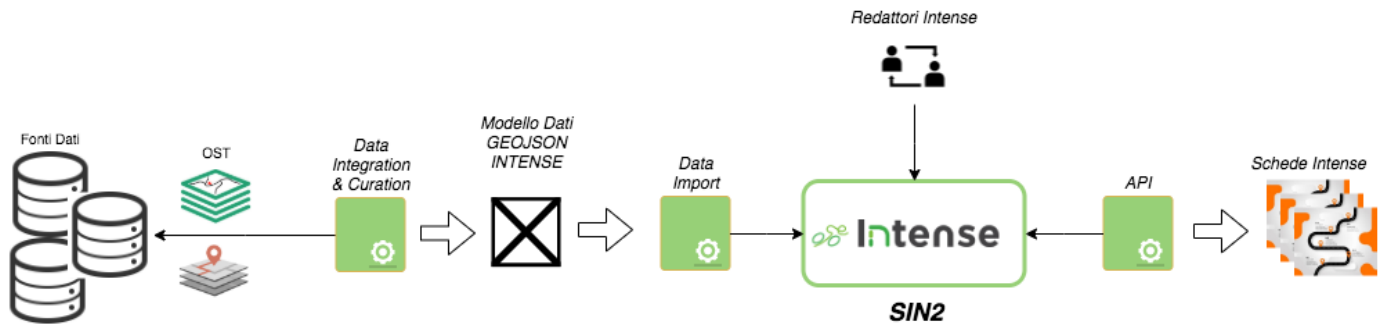 Redattori Intense
Fonti Dati
OST
Data
Integration
& Curation
Modello Dati
GEOJSON
INTENSE
Data
Import
Intense
SIN2
API
Schede Intense